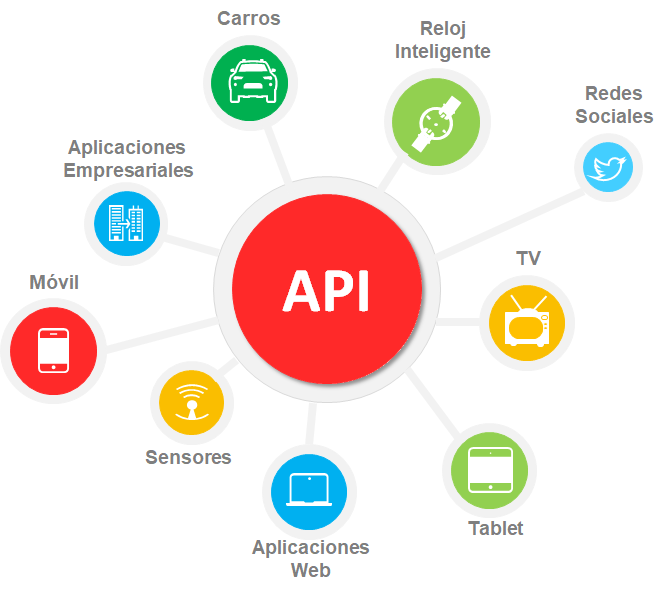 Carros
Reloj
Inteligente
Redes
Sociales
Aplicaciones
Empresariales
TV
Móvil
API
Sensores
Tablet
Aplicaciones
Web